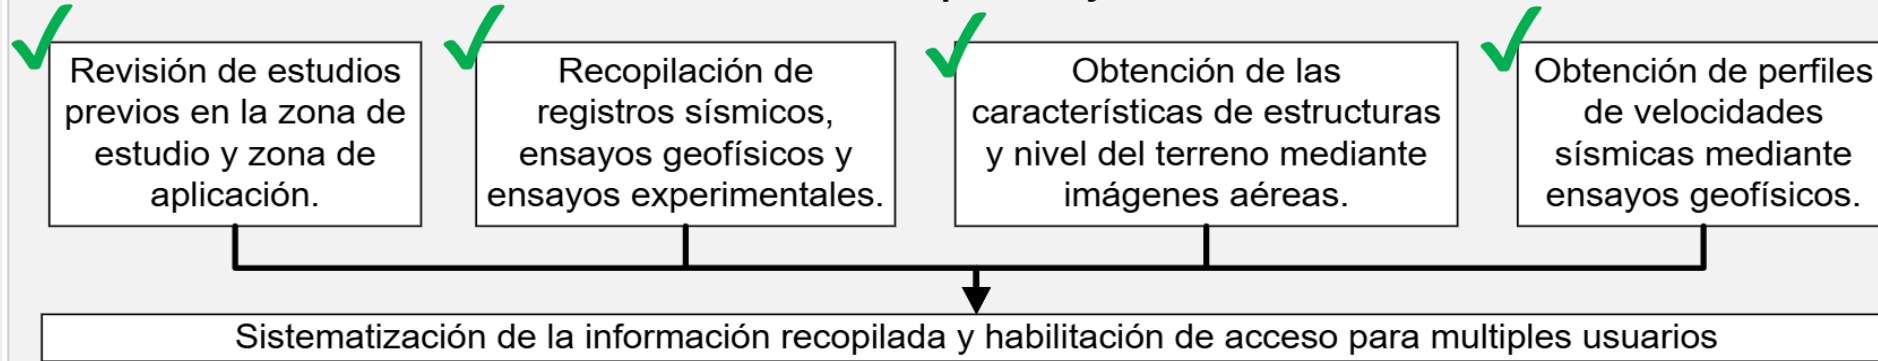 Revisión de estudios
previos en la zona de
estudio y zona de
aplicación.
Recopilación de
registros sísmicos,
ensayos geofísicos y
ensayos experimentales.
Obtención de las
características de estructuras
y nivel del terreno mediante
imágenes aéreas.
Obtención de perfiles
de velocidades
sísmicas mediante
ensayos geofísicos.
Sistematización de la información recopilada y habilitación de acceso para multiples usuarios